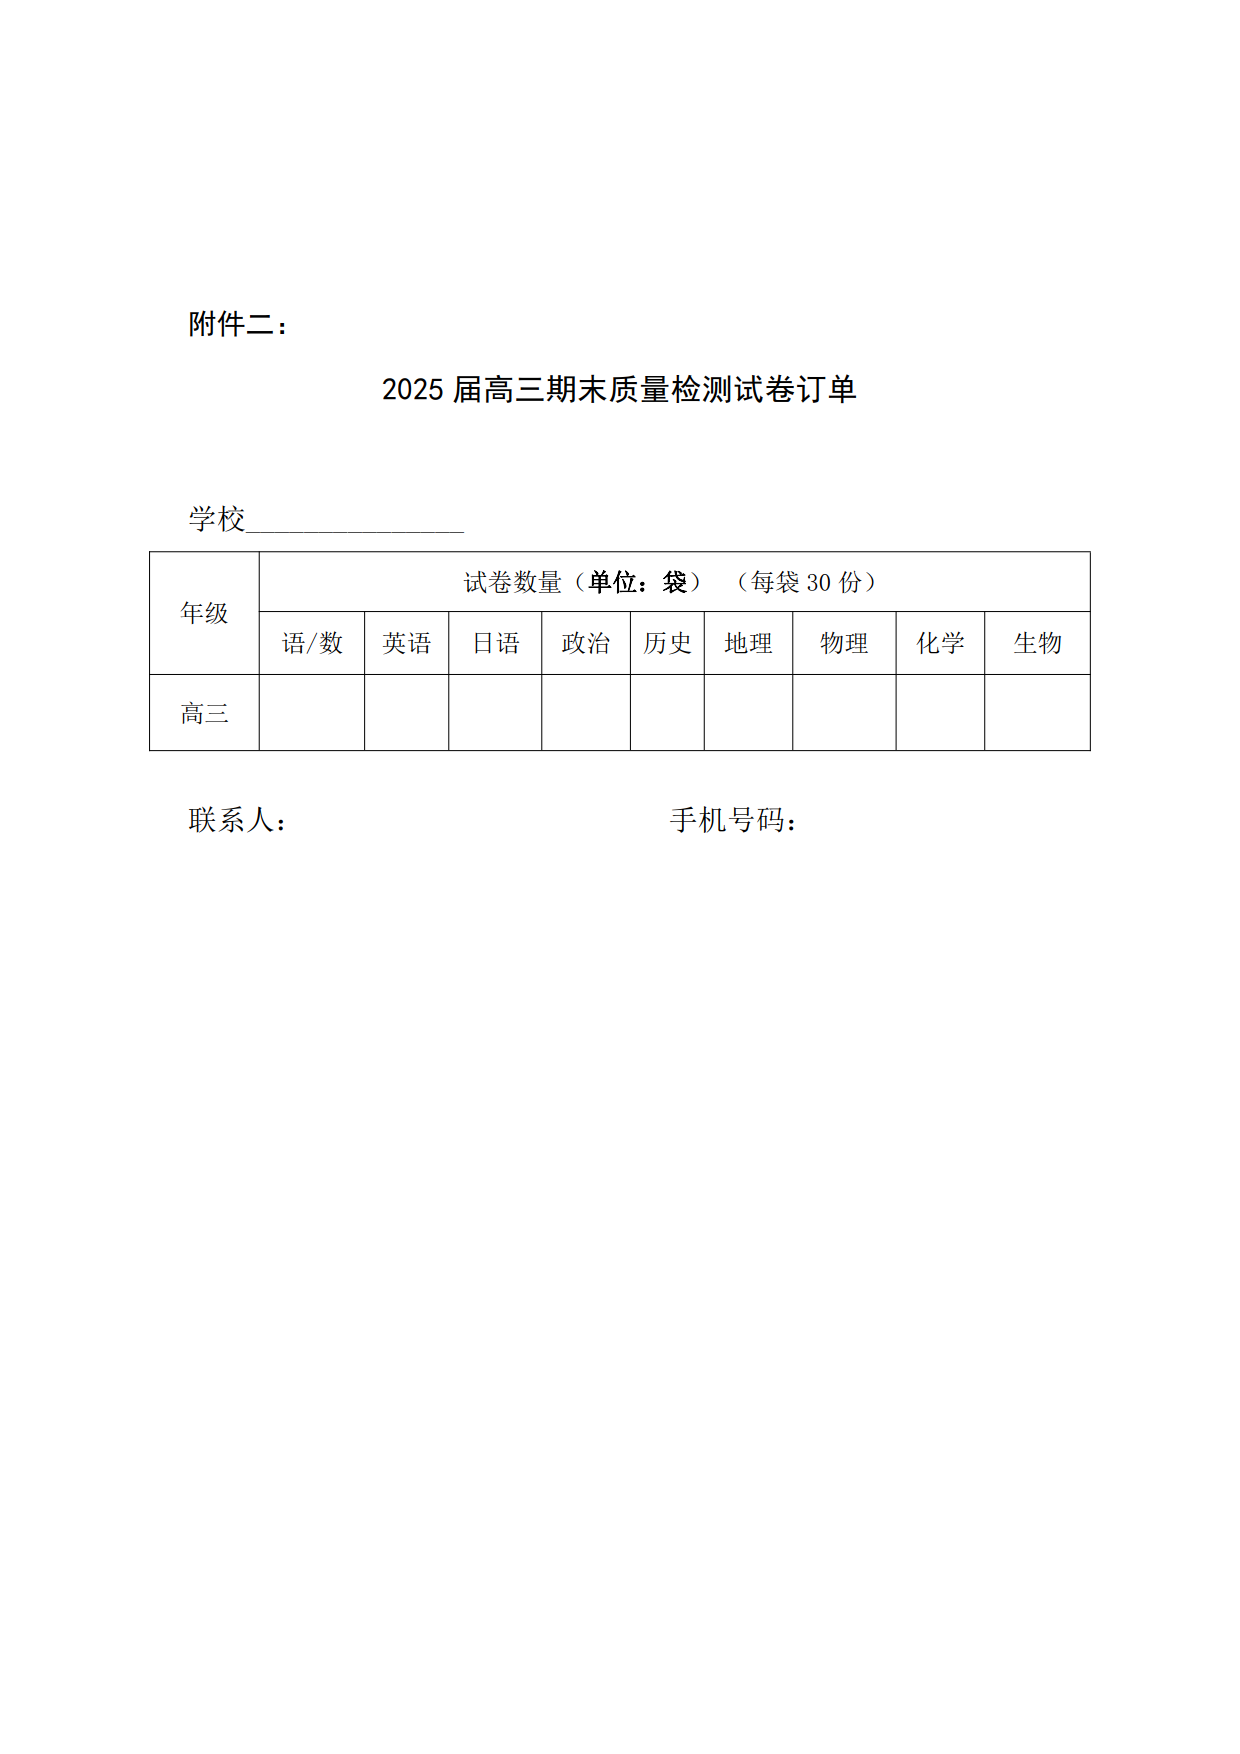 附件二：
2025 届高三期末质量检测试卷订单
学校_______________
年级 试卷数量（单位：袋） （每袋 30 份）
语/数 英语 日语 政治 历史 地理 物理 化学 生物
高三
联系人： 手机号码：